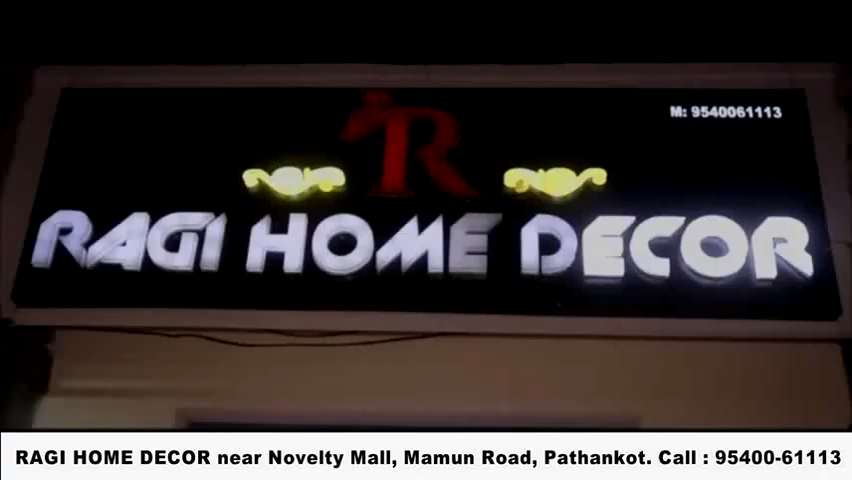 R
M: 9540061113
RAGI HOME DECOR
RAGI HOME DECOR near Novelty Mall, Mamun Road, Pathankot. Call : 95400-61113